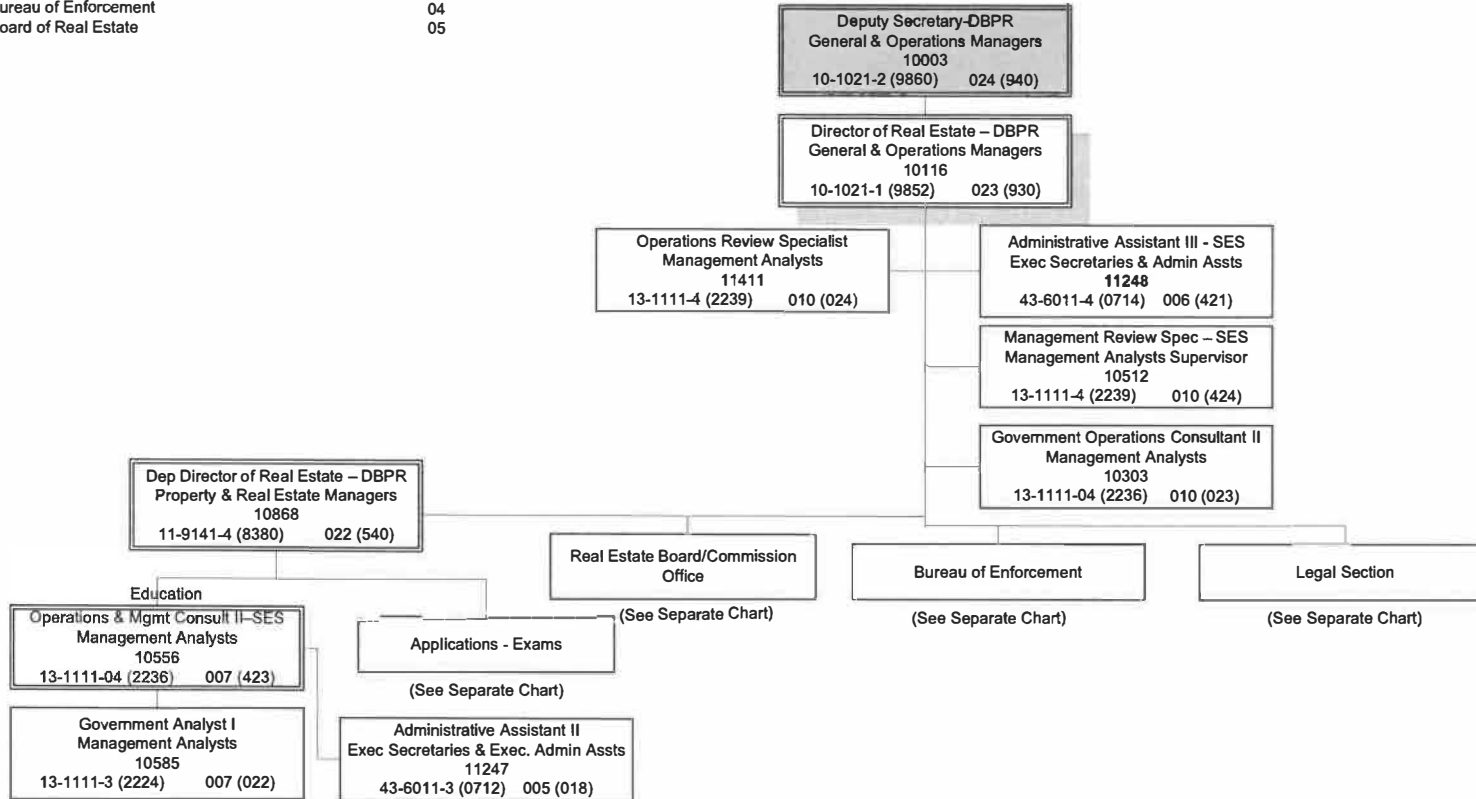 ureau of Enforcement 04
oard of Real Estate 05
Deputy Secretary-DBPR
General & Operations Managers
10003
10-1021-2 (9860) 024 (940)
Director of Real Estate – DBPR
General & Operations Managers
10116
10-1021-1 (9852) 023 (930)
Operations Review Specialist
Management Analysts
11411
13-1111-4 (2239) 010 (024)
Administrative Assistant III - SES
Exec Secretaries & Admin Assts
11248
43-6011-4 (0714) 006 (421)
Management Review Spec – SES
Management Analysts Supervisor
10512
13-1111-4 (2239) 010 (424)
Government Operations Consultant II
Management Analysts
10303
13-1111-04 (2236) 010 (023)
Dep Director of Real Estate – DBPR
Property & Real Estate Managers
10868
11-9141-4 (8380) 022 (540)
Real Estate Board/Commission
Office
(See Separate Chart)
Bureau of Enforcement
(See Separate Chart)
Legal Section
(See Separate Chart)
Education
Operations & Mgmt Consult II–SES
Management Analysts
10556
13-1111-04 (2236) 007 (423)
Applications - Exams
(See Separate Chart)
Government Analyst I
Management Analysts
10585
13-1111-3 (2224) 007 (022)
Administrative Assistant II
Exec Secretaries & Exec. Admin Assts
11247
43-6011-3 (0712) 005 (018)